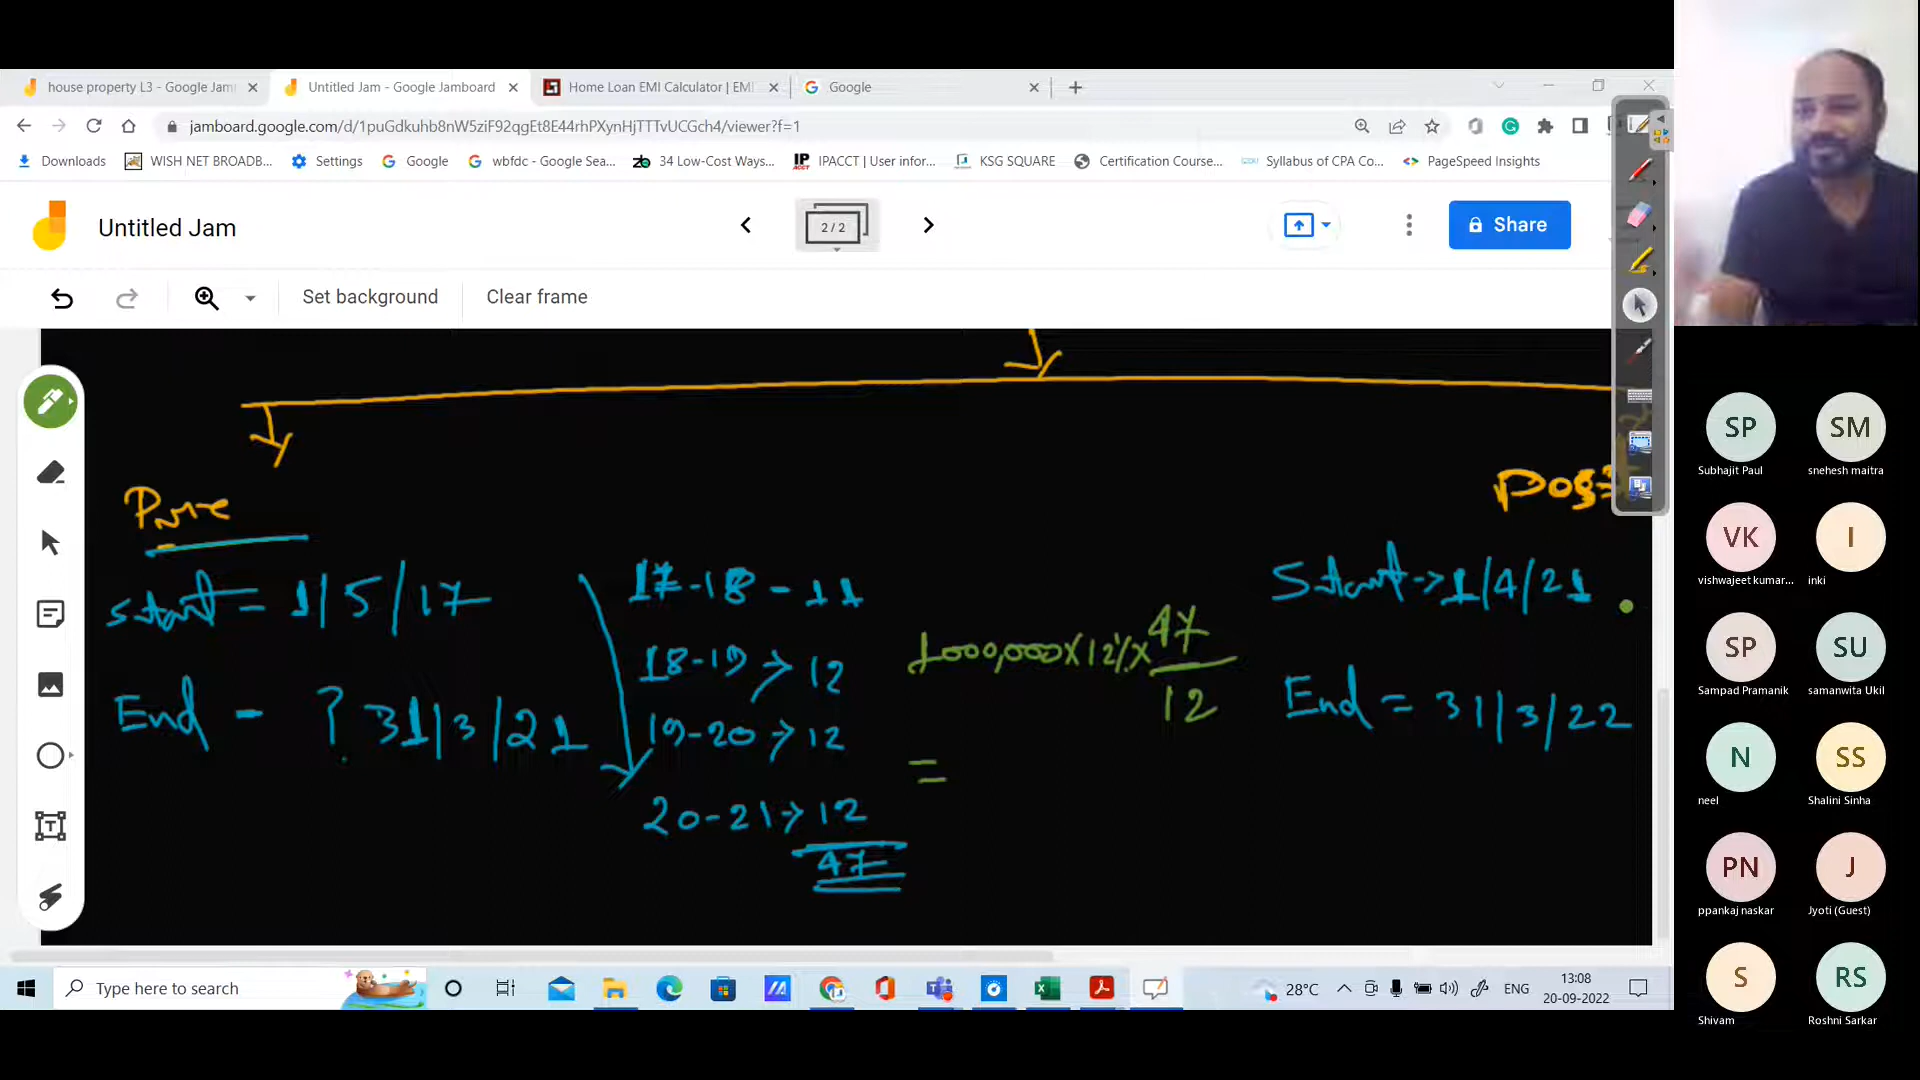 house property L3 - Google Jam
Untitled Jam - Google Jamboard
Home Loan EMI Calculator | EMI
Google
jamboard.google.com/d/1puGdkuhb8nW5ziF92qgEt8E44rhPXynHjTTTvUCGch4/viewer?f=1
Downloads
WISH NET BROADB...
Settings
Google
wbfdc - Google Sea...
34 Low-Cost Ways...
IPACCT | User infor...
KSG SQUARE
Certification Course...
Syllabus of CPA Co...
PageSpeed Insights
Untitled Jam
2 / 2
Share
Set background
Clear frame
Pre
Start = 1/5/17
End - ? 31/3/21
17-18 - 11
18-19 → 12
19-20 → 12
20-21 → 12
47
1000,000 x 12% x 47/12
=
Post
Start → 1/4/21
End = 31/3/22
SP
Subhajit Paul
SM
snehesh maitra
VK
vishwajeet kumar...
I
inki
SP
Sampad Pramanik
SU
samanwita Ukil
N
neel
SS
Shalini Sinha
PN
ppankaj naskar
J
Jyoti (Guest)
S
Shivam
RS
Roshni Sarkar
Type here to search
28°C
ENG
13:08
20-09-2022